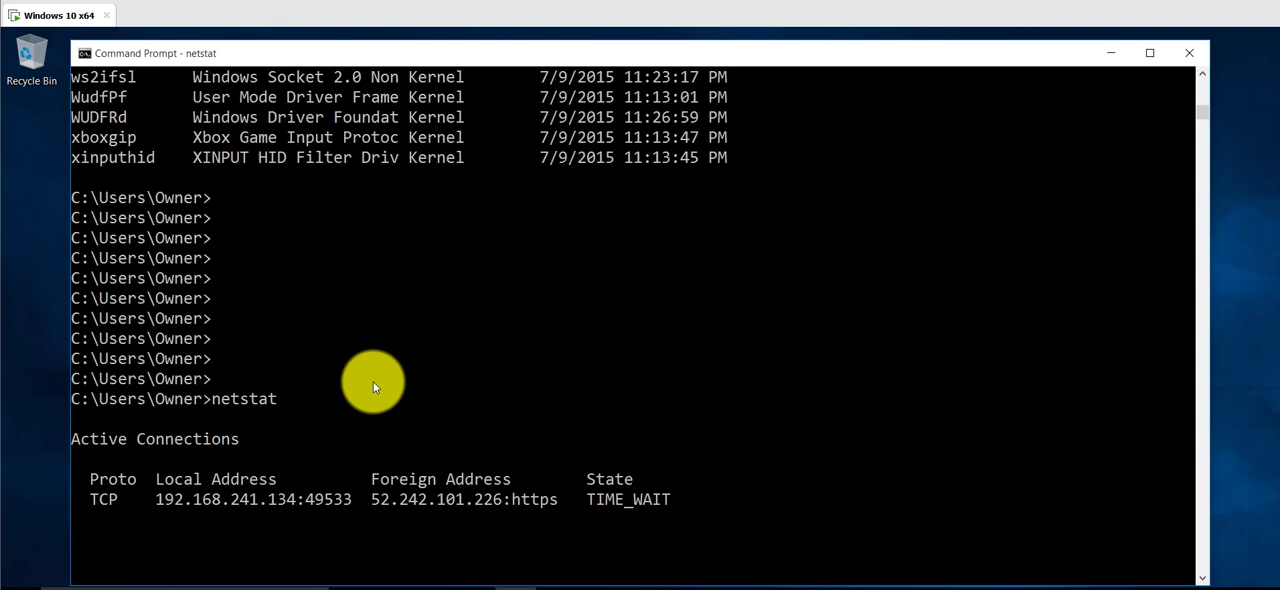 Windows 10 x64
Recycle Bin
Command Prompt - netstat
ws2ifsl Windows Socket 2.0 Non Kernel 7/9/2015 11:23:17 PM
WudfPf User Mode Driver Frame Kernel 7/9/2015 11:13:01 PM
WUDFRd Windows Driver Foundat Kernel 7/9/2015 11:26:59 PM
xboxgip Xbox Game Input Protoc Kernel 7/9/2015 11:13:47 PM
xinputhid XINPUT HID Filter Driv Kernel 7/9/2015 11:13:45 PM
C:\Users\Owner>
C:\Users\Owner>
C:\Users\Owner>
C:\Users\Owner>
C:\Users\Owner>
C:\Users\Owner>
C:\Users\Owner>
C:\Users\Owner>
C:\Users\Owner>
C:\Users\Owner>
C:\Users\Owner>netstat
Active Connections
Proto Local Address Foreign Address State
TCP 192.168.241.134:49533 52.242.101.226:https TIME_WAIT